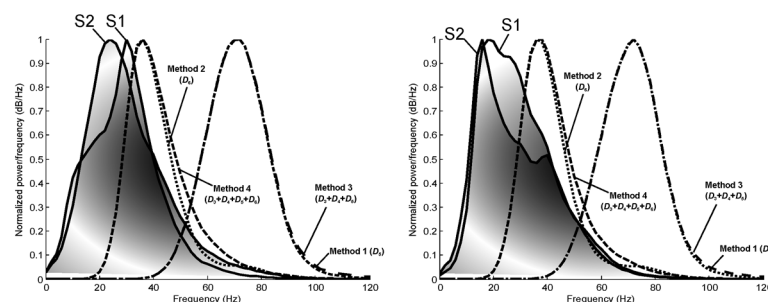 S2 S1
Normalized power/frequency (dB/Hz)
1
0.9
0.8
0.7
0.6
0.5
0.4
0.3
0.2
0.1
0
Method 2
(D₆)
Method 4
(D₃+D₄+D₅+D₆)
Method 3
(D₃+D₄+D₅)
Method 1 (D₅)
0 20 40 60 80 100 120
Frequency (Hz)
S2 S1
Normalized power/frequency (dB/Hz)
1
0.9
0.8
0.7
0.6
0.5
0.4
0.3
0.2
0.1
0
Method 2
(D₆)
Method 4
(D₃+D₄+D₅+D₆)
Method 3
(D₃+D₄+D₅)
Method 1 (D
0 20 40 60 80 100 120
Frequency (Hz)